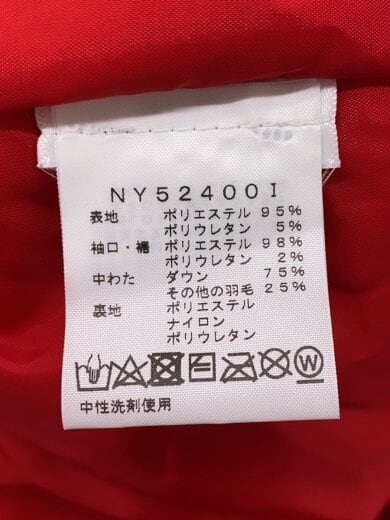 NY52400I
表地 ポリエステル 95%
ポリウレタン 5%
袖口・裾 ポリエステル 98%
ポリウレタン 2%
中わた ダウン 75%
その他の羽毛 25%
裏地 ポリエステル
ナイロン
ポリウレタン
W
中性洗剤使用